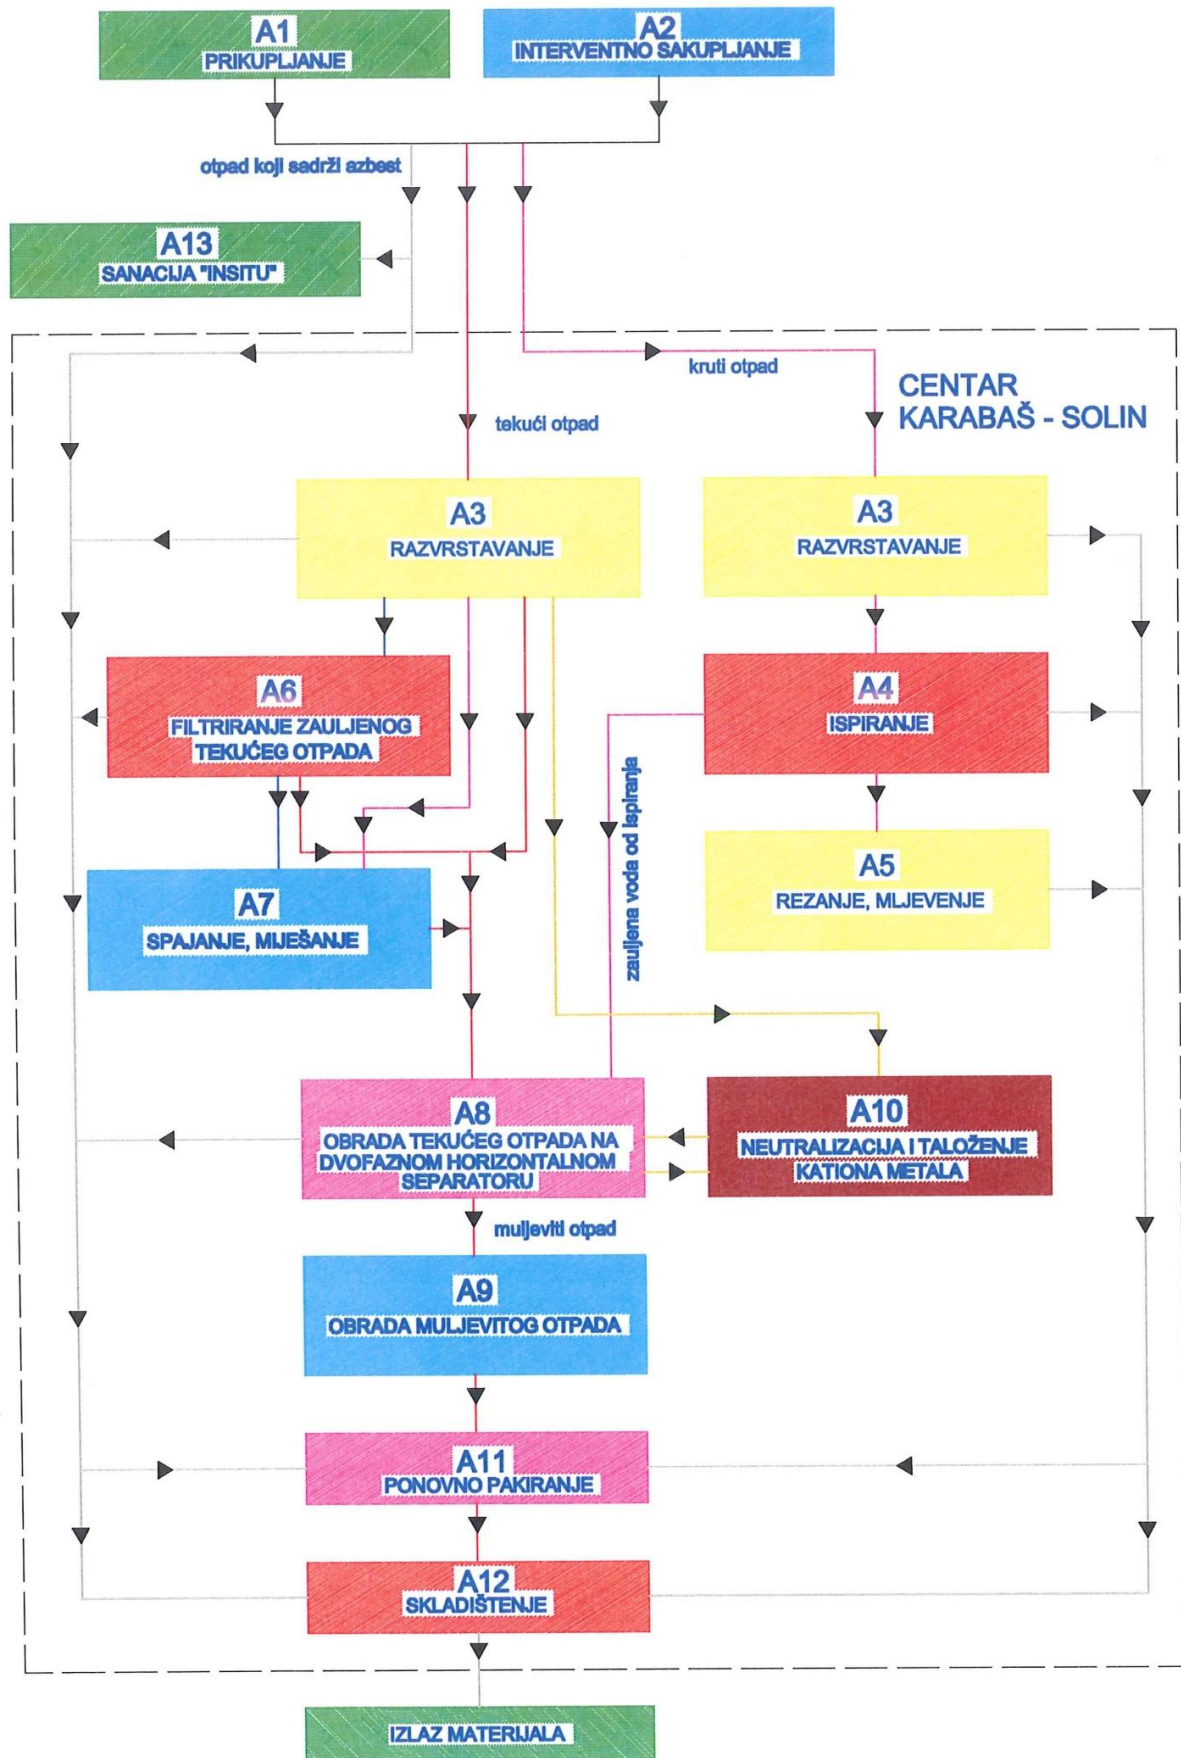 A1
PRIKUPLJANJE
A2
INTERVENTNO SAKUPLJANJE
otpad koji sadrži azbest
A13
SANACIJA "INSITU"
kruti otpad
CENTAR
KARABAŠ - SOLIN
tekući otpad
A3
RAZVRSTAVANJE
A3
RAZVRSTAVANJE
A6
FILTRIRANJE ZAULJENOG
TEKUĆEG OTPADA
A4
ISPIRANJE
zauljena voda od ispiranja
A7
SPAJANJE, MIJEŠANJE
A5
REZANJE, MLJEVENJE
A8
OBRADA TEKUĆEG OTPADA NA
DVOFAZNOM HORIZONTALNOM
SEPARATORU
A10
NEUTRALIZACIJA I TALOŽENJE
KATIONA METALA
muljeviti otpad
A9
OBRADA MULJEVITOG OTPADA
A11
PONOVNO PAKIRANJE
A12
SKLADIŠTENJE
IZLAZ MATERIJALA